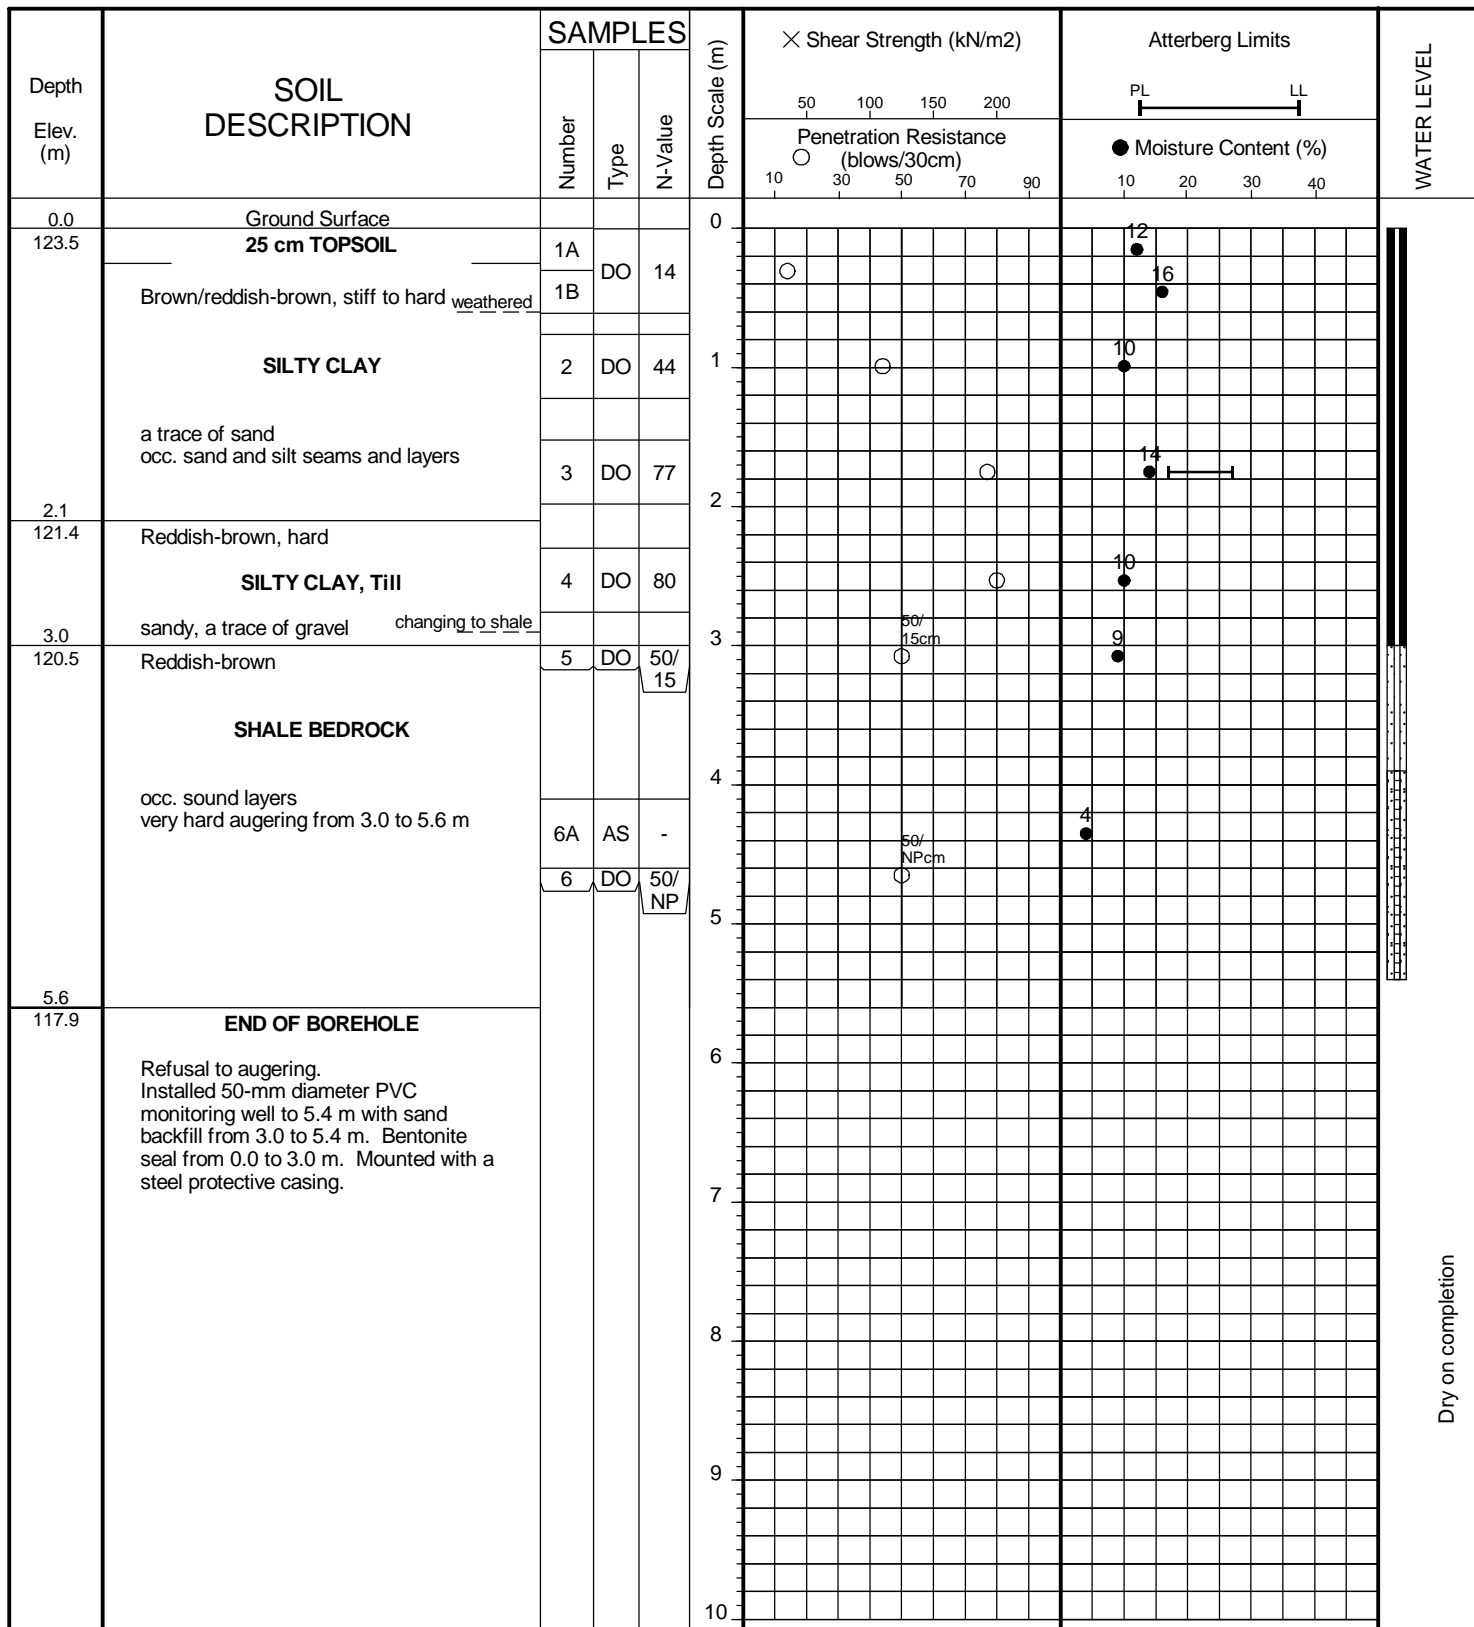 Depth
Elev.
(m)
SOIL
DESCRIPTION
SAMPLES
Number
Type
N-Value
Depth Scale (m)
Shear Strength (kN/m2)
50 100 150 200
Penetration Resistance
(blows/30cm)
10 30 50 70 90
Atterberg Limits
PL LL
Moisture Content (%)
10 20 30 40
WATER LEVEL
0.0 Ground Surface 0
123.5 25 cm TOPSOIL 1A DO 14 12
Brown/reddish-brown, stiff to hard weathered 1B 16
SILTY CLAY 2 DO 44 1 10
a trace of sand
occ. sand and silt seams and layers 3 DO 77 14
2.1 2
121.4 Reddish-brown, hard
SILTY CLAY, Till 4 DO 80 10
sandy, a trace of gravel changing to shale
3.0 3 50/
15cm 9
120.5 Reddish-brown 5 DO 50/
15
SHALE BEDROCK
4
occ. sound layers
very hard augering from 3.0 to 5.6 m 6A AS - 4
50/
NPcm
6 DO 50/
NP
5
5.6
117.9 END OF BOREHOLE
6
Refusal to augering.
Installed 50-mm diameter PVC
monitoring well to 5.4 m with sand
backfill from 3.0 to 5.4 m. Bentonite
seal from 0.0 to 3.0 m. Mounted with a
steel protective casing.
7
8
9
10
Dry on completion